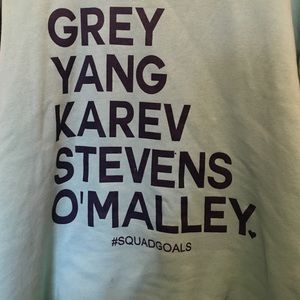 GREY
YANG
KAREV
STEVENS
O'MALLEY.
#SQUADGOALS